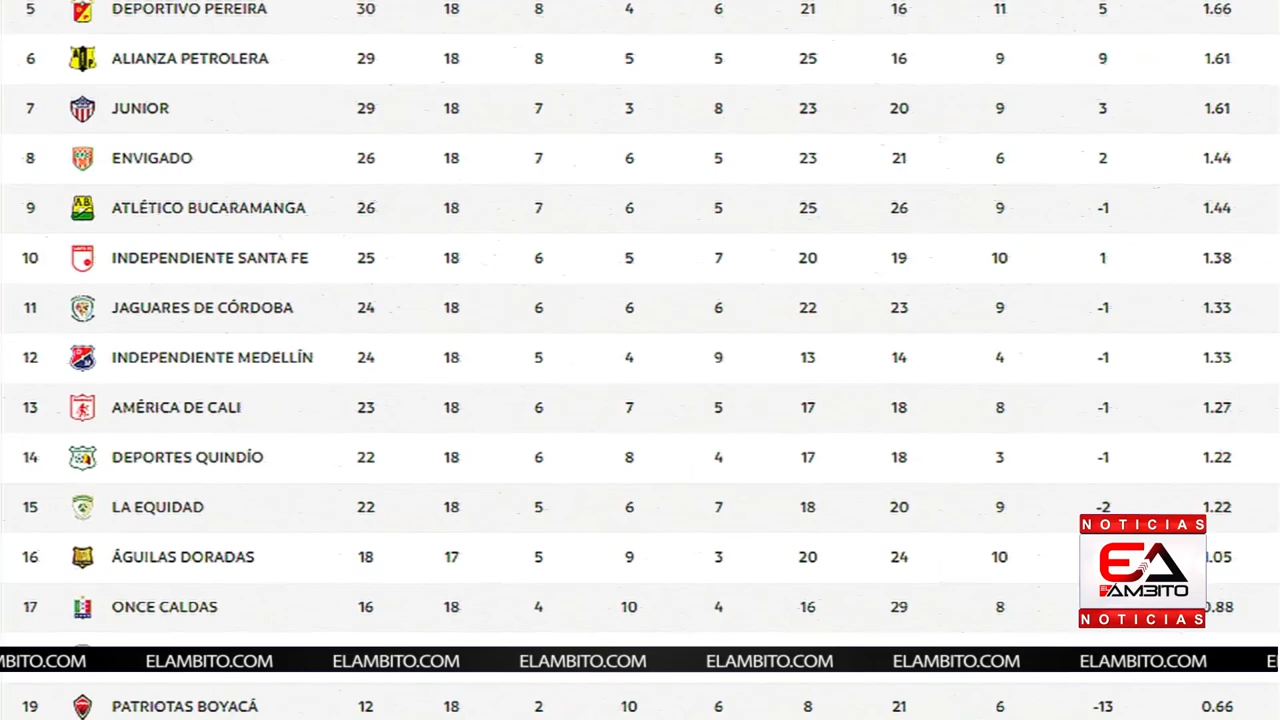 5 DEPORTIVO PEREIRA 30 18 8 4 6 21 16 11 5 1.66
6 ALIANZA PETROLERA 29 18 8 5 5 25 16 9 9 1.61
7 JUNIOR 29 18 7 3 8 23 20 9 3 1.61
8 ENVIGADO 26 18 7 6 5 23 21 6 2 1.44
9 ATLÉTICO BUCARAMANGA 26 18 7 6 5 25 26 9 -1 1.44
10 INDEPENDIENTE SANTA FE 25 18 6 5 7 20 19 10 1 1.38
11 JAGUARES DE CÓRDOBA 24 18 6 6 6 22 23 9 -1 1.33
12 INDEPENDIENTE MEDELLÍN 24 18 5 4 9 13 14 4 -1 1.33
13 AMÉRICA DE CALI 23 18 6 7 5 17 18 8 -1 1.27
14 DEPORTES QUINDÍO 22 18 6 8 4 17 18 3 -1 1.22
15 LA EQUIDAD 22 18 5 6 7 18 20 9 -2 1.22
NOTICIAS
16 ÁGUILAS DORADAS 18 17 5 9 3 20 24 10 .05
EA
EL ÁMBITO
17 ONCE CALDAS 16 18 4 10 4 16 29 8 0.88
NOTICIAS
MBITO.COM ELAMBITO.COM ELAMBITO.COM ELAMBITO.COM ELAMBITO.COM ELAMBITO.COM ELAMBITO.COM E
19 PATRIOTAS BOYACÁ 12 18 2 10 6 8 21 6 -13 0.66